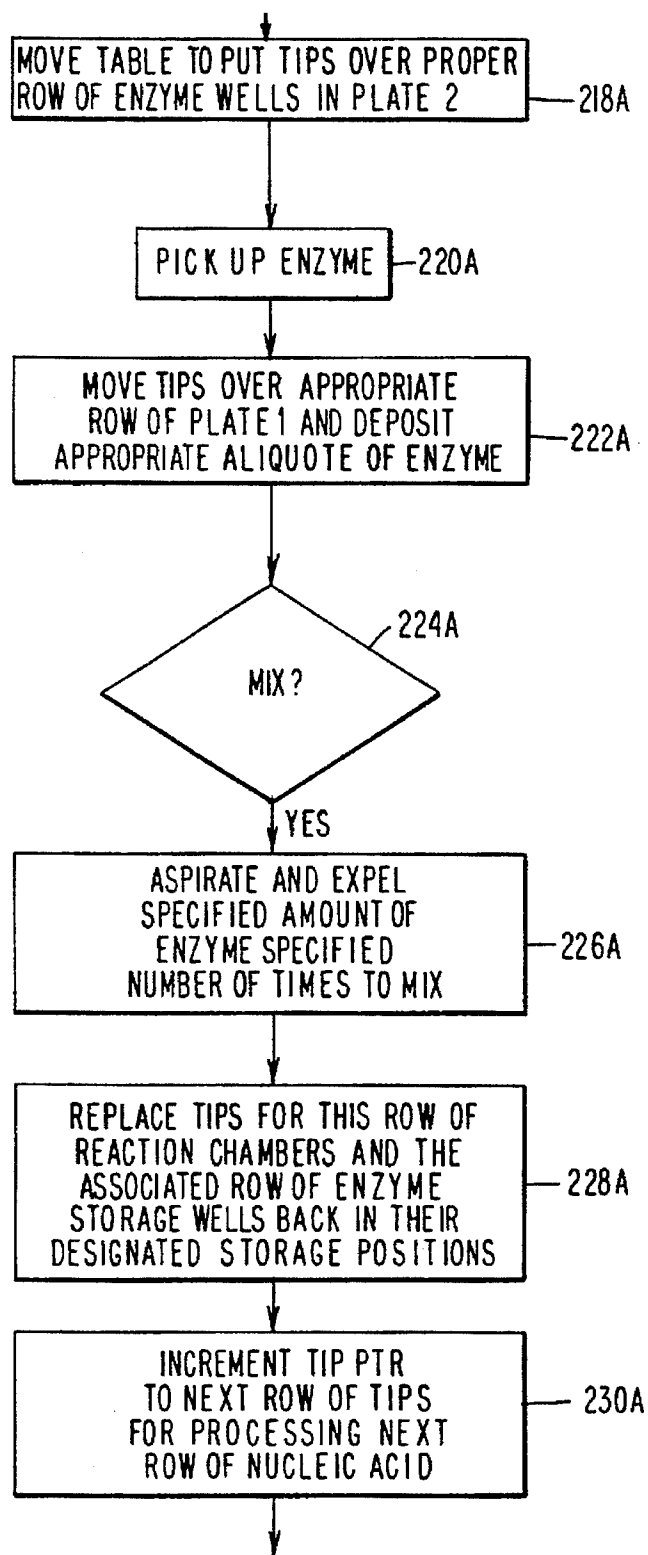 MOVE TABLE TO PUT TIPS OVER PROPER
ROW OF ENZYME WELLS IN PLATE 2
218A
PICK UP ENZYME
220A
MOVE TIPS OVER APPROPRIATE
ROW OF PLATE 1 AND DEPOSIT
APPROPRIATE ALIQUOTE OF ENZYME
222A
224A
MIX?
YES
ASPIRATE AND EXPEL
SPECIFIED AMOUNT OF
ENZYME SPECIFIED
NUMBER OF TIMES TO MIX
226A
REPLACE TIPS FOR THIS ROW OF
REACTION CHAMBERS AND THE
ASSOCIATED ROW OF ENZYME
STORAGE WELLS BACK IN THEIR
DESIGNATED STORAGE POSITIONS
228A
INCREMENT TIP PTR
TO NEXT ROW OF TIPS
FOR PROCESSING NEXT
ROW OF NUCLEIC ACID
230A